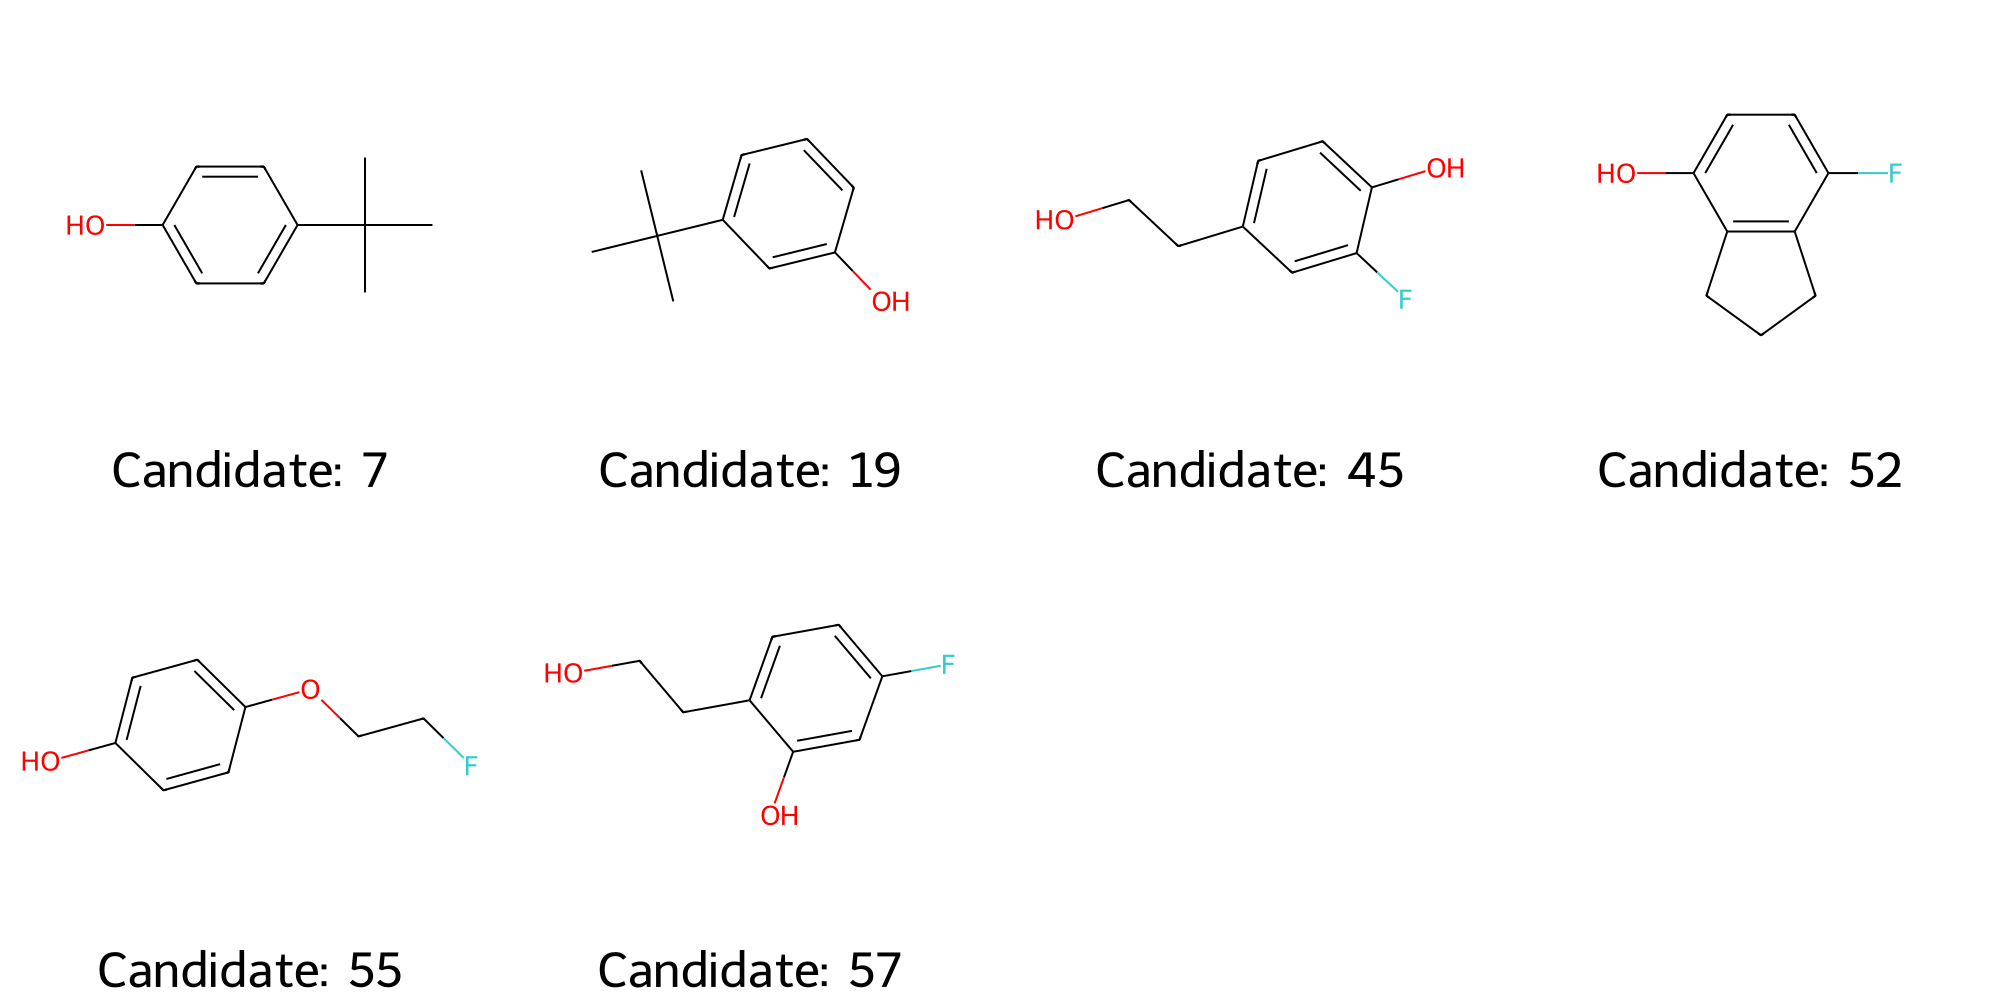 HO
OH
HO
OH
F
HO
F
Candidate: 7
Candidate: 19
Candidate: 45
Candidate: 52
HO
O
F
HO
F
OH
Candidate: 55
Candidate: 57